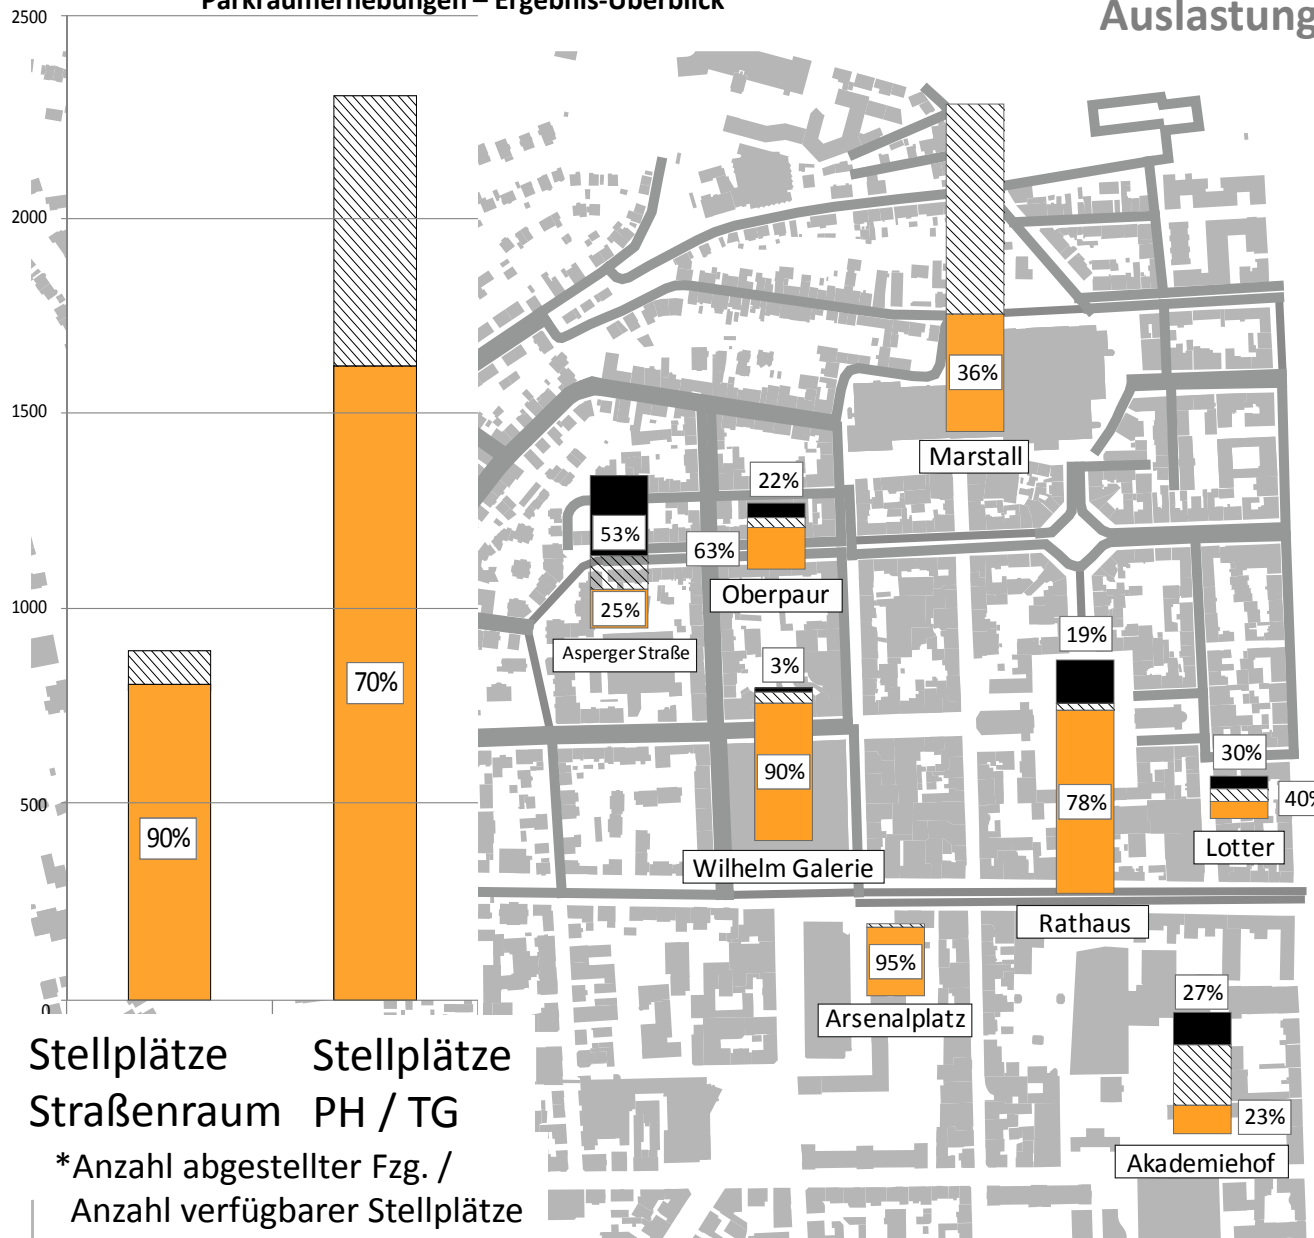 Parkraumerhebungen – Ergebnis-Überblick
Auslastung
2500
2000
1500
1000
500
0
90%
70%
36%
Marstall
22%
63%
Oberpaur
53%
25%
Asperger Straße
3%
90%
Wilhelm Galerie
19%
78%
Rathaus
30%
40%
Lotter
95%
Arsenalplatz
27%
23%
Akademiehof
Stellplätze
Straßenraum
Stellplätze
PH / TG
*Anzahl abgestellter Fzg. /
Anzahl verfügbarer Stellplätze